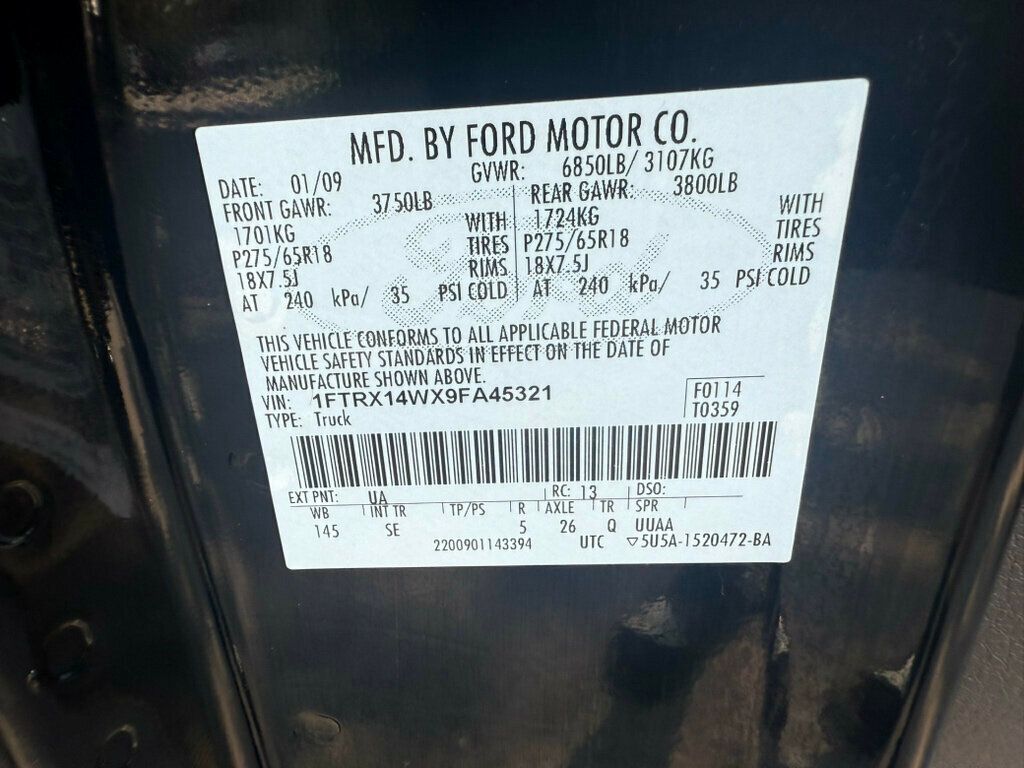 MFD. BY FORD MOTOR CO.
DATE: 01/09 GVWR: 6850LB/ 3107KG
FRONT GAWR: 3750LB REAR GAWR: 3800LB
1701KG WITH 1724KG WITH
P275/65R18 TIRES P275/65R18 TIRES
18X7.5J RIMS 18X7.5J RIMS
AT 240 kPa/ 35 PSI COLD AT 240 kPa/ 35 PSI COLD
THIS VEHICLE CONFORMS TO ALL APPLICABLE FEDERAL MOTOR
VEHICLE SAFETY STANDARDS IN EFFECT ON THE DATE OF
MANUFACTURE SHOWN ABOVE.
VIN: 1FTRX14WX9FA45321 F0114
TYPE: Truck T0359
EXT PNT: UA RC: 13 DSO:
WB INT TR TP/PS R AXLE TR SPR
145 SE 5 26 Q UUAA
2200901143394 UTC ▽5U5A-1520472-BA